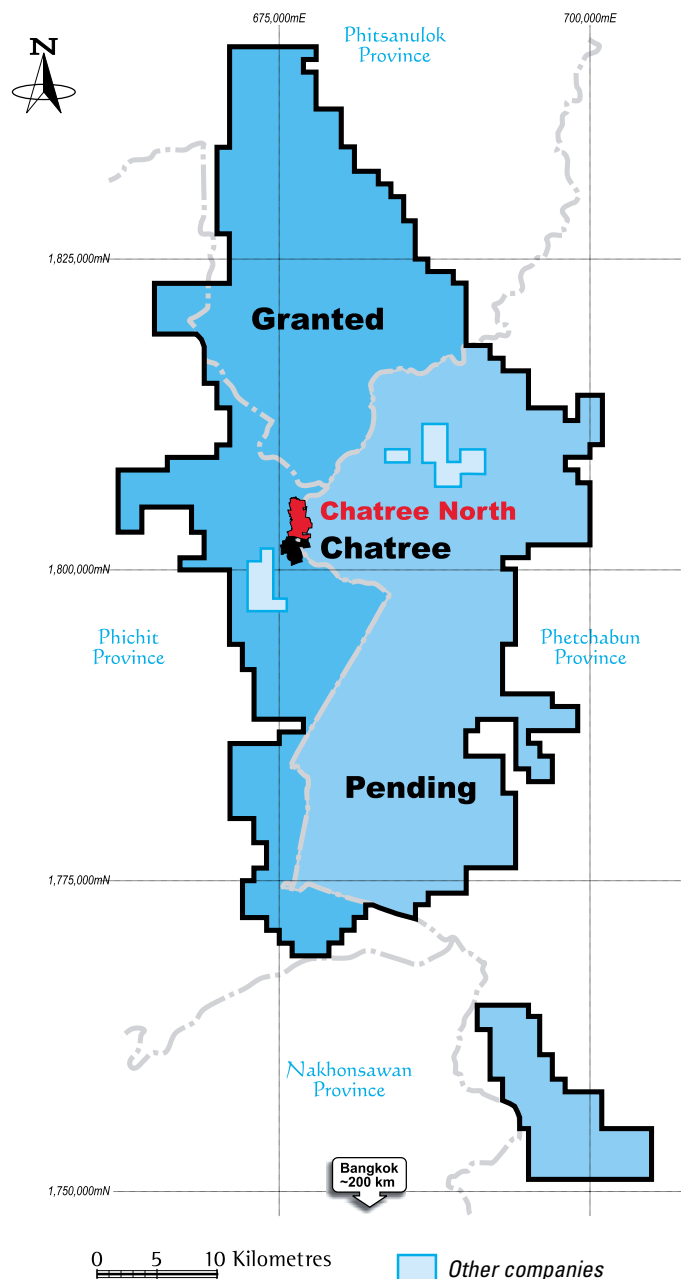 675,000mE
700,000mE
Phitsanulok
Province
N
1,825,000mN
Granted
Chatree North
Chatree
1,800,000mN
Phichit
Province
Phetchabun
Province
Pending
1,775,000mN
Nakhonsawan
Province
Bangkok
~200 km
1,750,000mN
0 5 10 Kilometres
Other companies